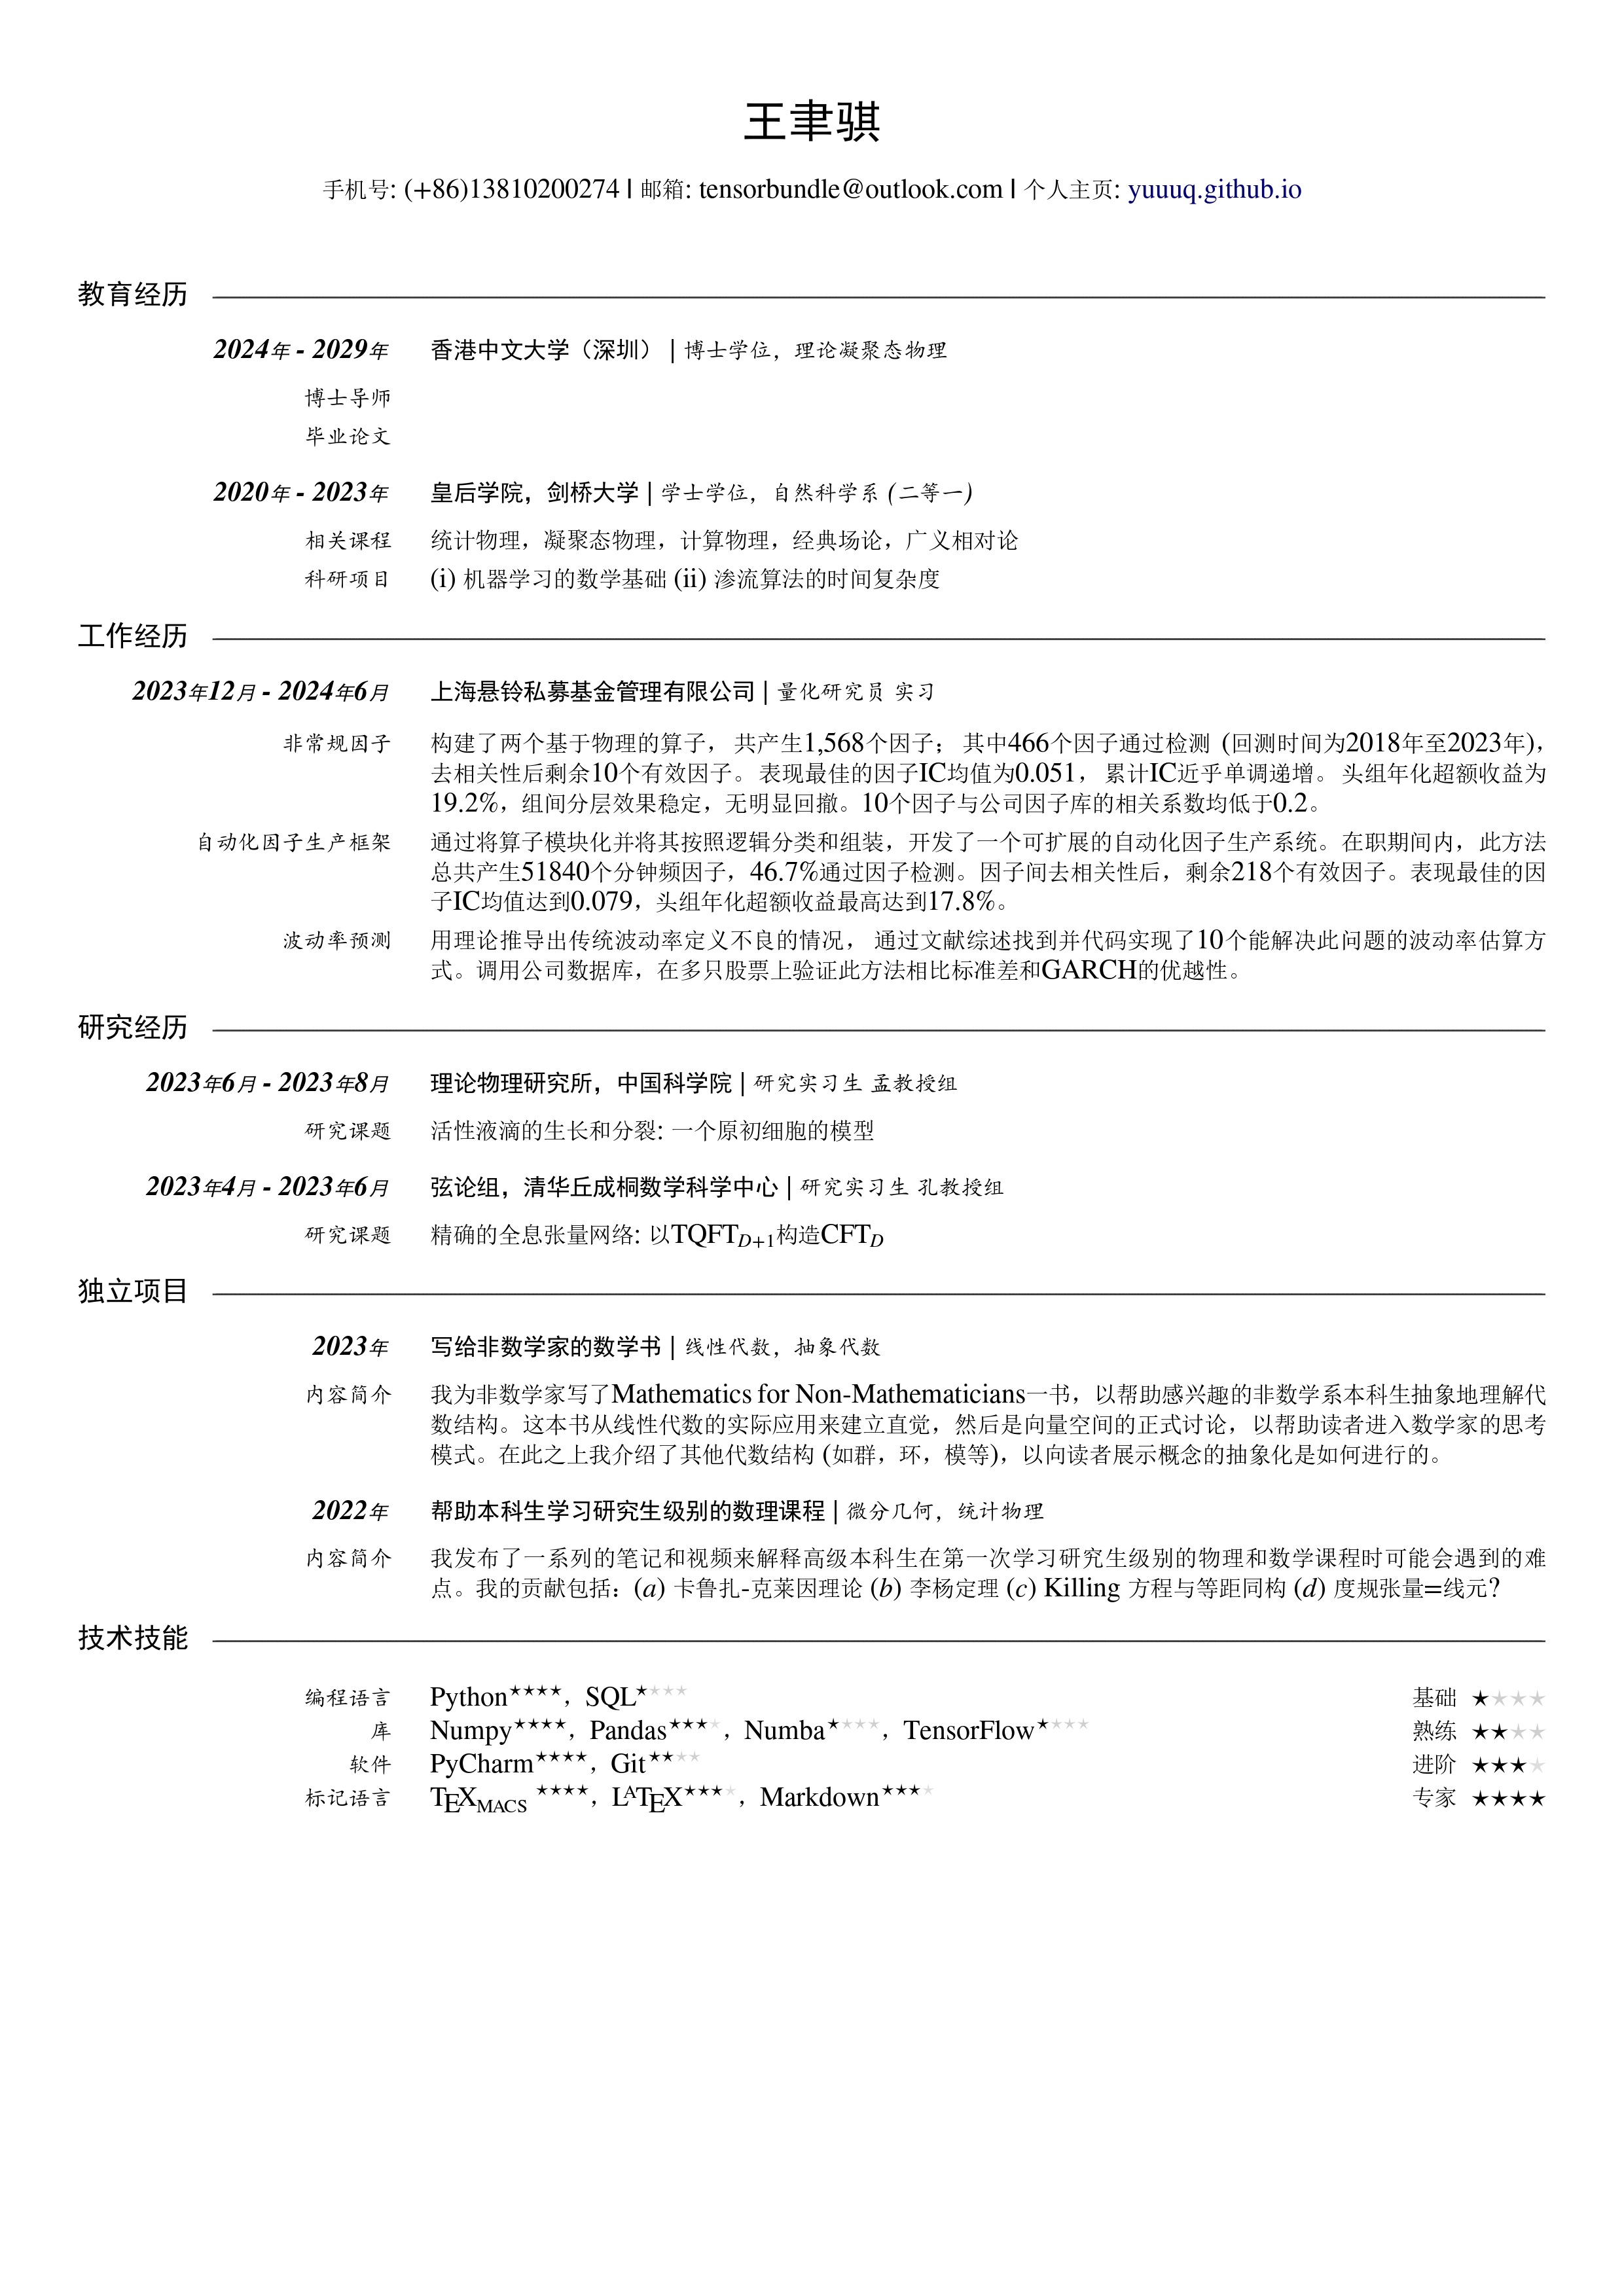 王聿骐
手机号: (+86)13810200274 | 邮箱: tensorbundle@outlook.com | 个人主页: yuuuq.github.io
教育经历
2024年 - 2029年 香港中文大学（深圳） | 博士学位，理论凝聚态物理
博士导师
毕业论文
2020年 - 2023年 皇后学院，剑桥大学 | 学士学位，自然科学系 (二等一)
相关课程 统计物理，凝聚态物理，计算物理，经典场论，广义相对论
科研项目 (i) 机器学习的数学基础 (ii) 渗流算法的时间复杂度
工作经历
2023年12月 - 2024年6月 上海悬铃私募基金管理有限公司 | 量化研究员 实习
非常规因子 构建了两个基于物理的算子， 共产生1,568个因子； 其中466个因子通过检测 (回测时间为2018年至2023年)，
去相关性后剩余10个有效因子。 表现最佳的因子IC均值为0.051， 累计IC近乎单调递增。 头组年化超额收益为
19.2%，组间分层效果稳定，无明显回撤。10个因子与公司因子库的相关系数均低于0.2。
自动化因子生产框架 通过将算子模块化并将其按照逻辑分类和组装，开发了一个可扩展的自动化因子生产系统。在职期间内，此方法
总共产生51840个分钟频因子，46.7%通过因子检测。因子间去相关性后，剩余218个有效因子。表现最佳的因
子IC均值达到0.079，头组年化超额收益最高达到17.8%。
波动率预测 用理论推导出传统波动率定义不良的情况， 通过文献综述找到并代码实现了10个能解决此问题的波动率估算方
式。调用公司数据库，在多只股票上验证此方法相比标准差和GARCH的优越性。
研究经历
2023年6月 - 2023年8月 理论物理研究所，中国科学院 | 研究实习生 孟教授组
研究课题 活性液滴的生长和分裂: 一个原初细胞的模型
2023年4月 - 2023年6月 弦论组，清华丘成桐数学科学中心 | 研究实习生 孔教授组
研究课题 精确的全息张量网络: 以TQFT_{D+1}构造CFT_D
独立项目
2023年 写给非数学家的数学书 | 线性代数，抽象代数
内容简介 我为非数学家写了Mathematics for Non-Mathematicians一书，以帮助感兴趣的非数学系本科生抽象地理解代
数结构。这本书从线性代数的实际应用来建立直觉，然后是向量空间的正式讨论，以帮助读者进入数学家的思考
模式。在此之上我介绍了其他代数结构 (如群，环，模等)，以向读者展示概念的抽象化是如何进行的。
2022年 帮助本科生学习研究生级别的数理课程 | 微分几何，统计物理
内容简介 我发布了一系列的笔记和视频来解释高级本科生在第一次学习研究生级别的物理和数学课程时可能会遇到的难
点。我的贡献包括：(a) 卡鲁扎-克莱因理论 (b) 李杨定理 (c) Killing 方程与等距同构 (d) 度规张量=线元?
技术技能
编程语言 Python★★★★，SQL★★★★ 基础 ★★★★
库 Numpy★★★★，Pandas★★★★，Numba★★★★，TensorFlow★★★★ 熟练 ★★★★
软件 PyCharm★★★★，Git★★★★ 进阶 ★★★★
标记语言 TEXMACS ★★★★，LATEX★★★★，Markdown★★★★ 专家 ★★★★